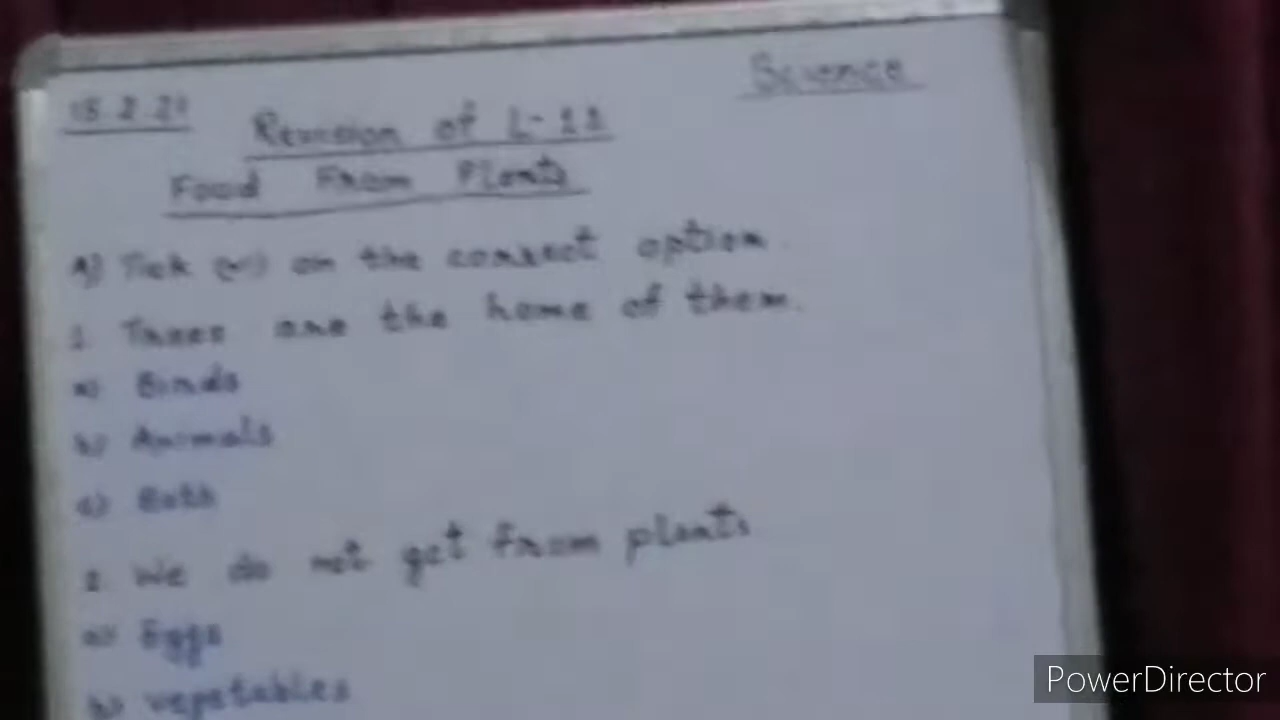 Science
15.2.21
Revision of L-11
Food From Plants
A) Tick (✓) on the correct option.
1. Trees are the home of them.
a) Birds
b) Animals
c) Both
2. We do not get from plants
a) Eggs
b) vegetables
PowerDirector